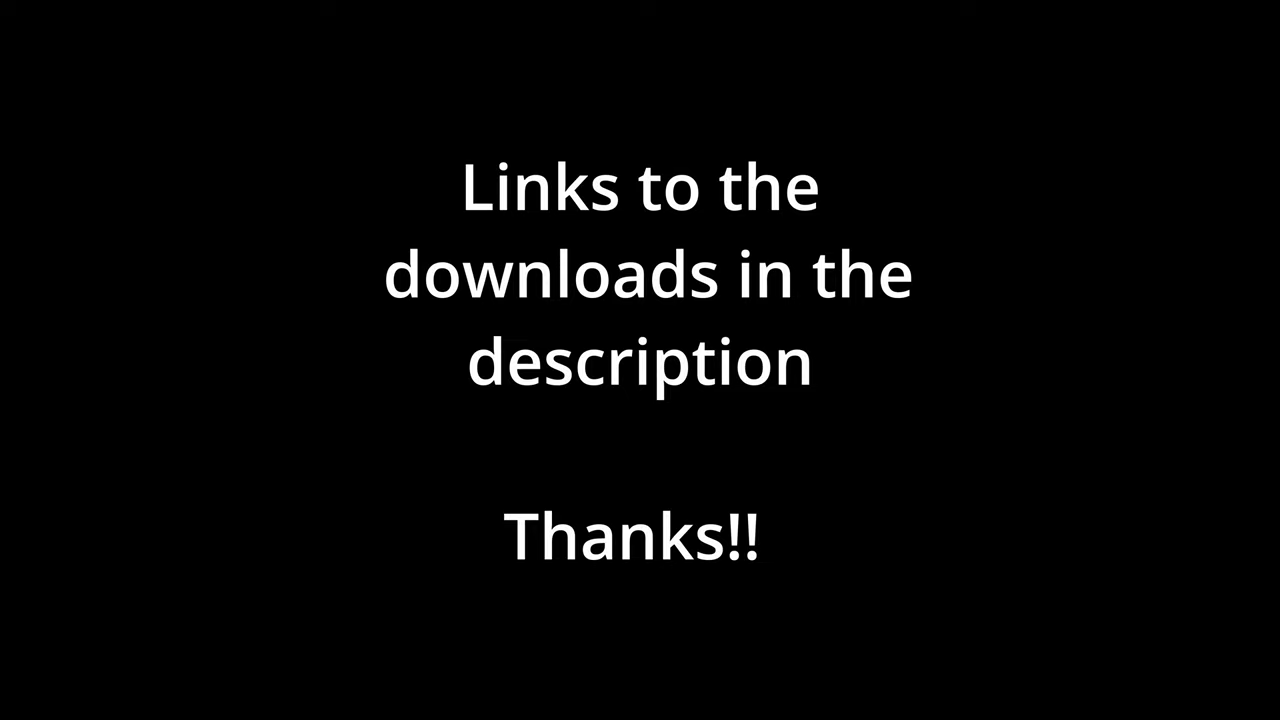 Links to the
downloads in the
description
Thanks!!